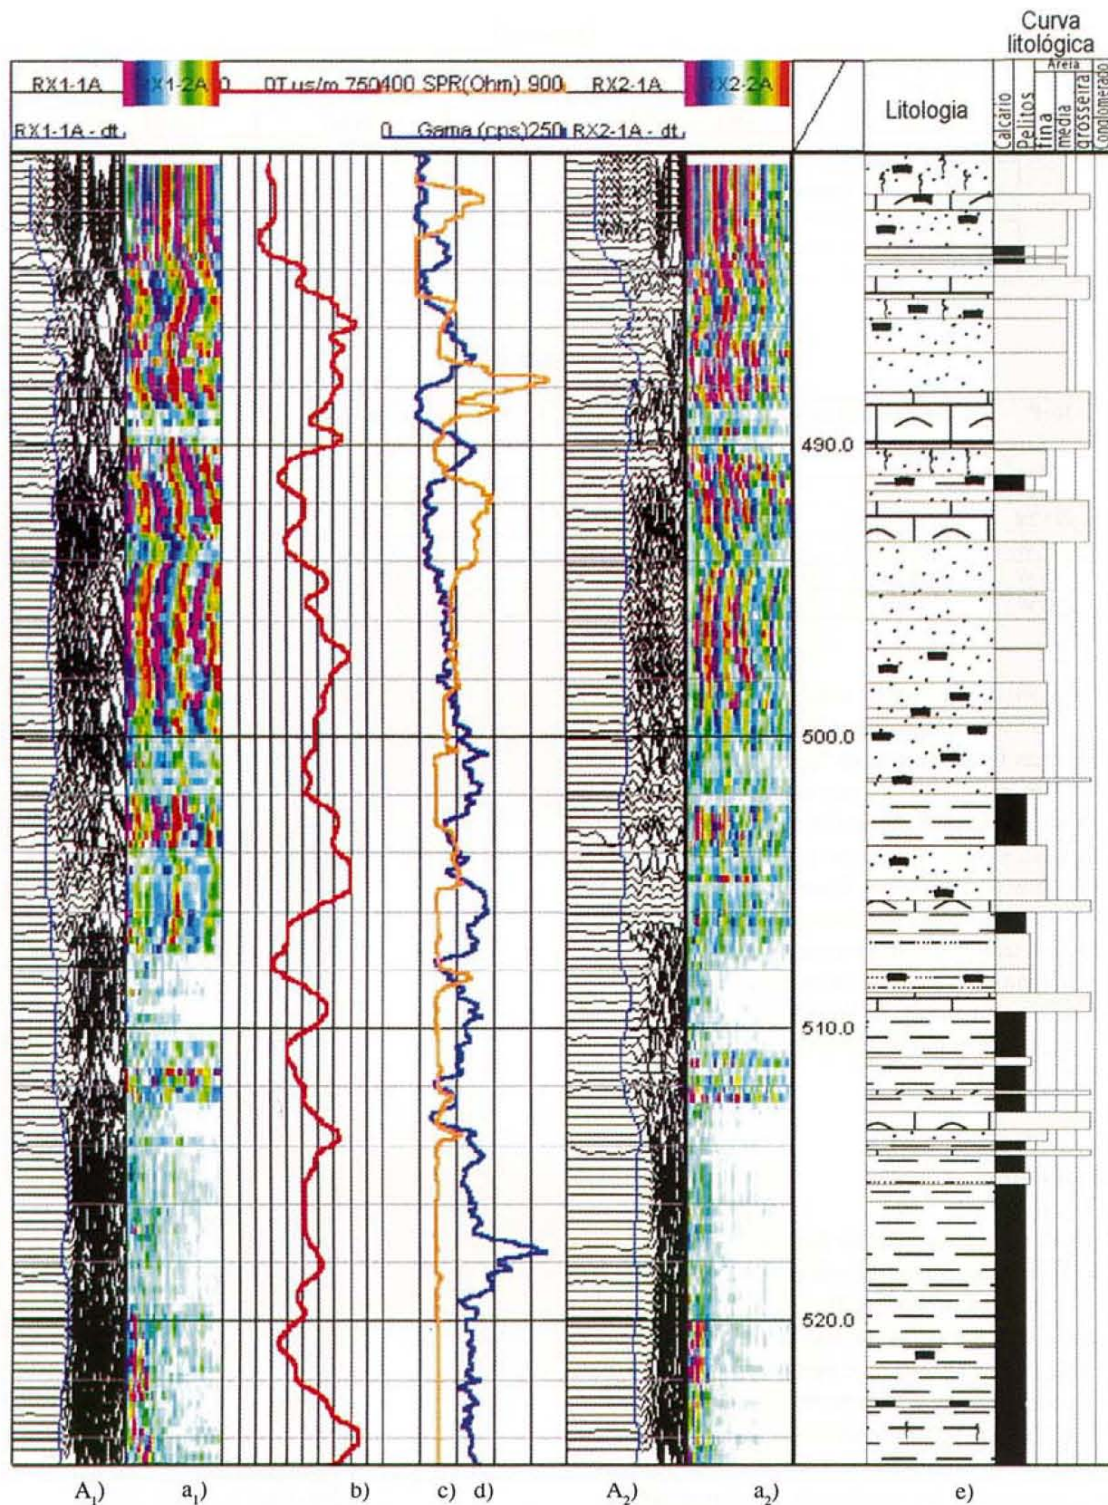 Curva
litológica
RX1-1A
0 DT us/m 750
400 SPR(Ohm) 900
RX2-1A
RX2-2A
RX1-1A - dt.
0 Gama (cps)250
RX2-1A - dt.
Litologia
Areia
Calcário
Pelitos
fina
média
grosseira
Conglomerado
490.0
500.0
510.0
520.0
A₁)
a₁)
b)
c)
d)
A₂)
a₂)
e)